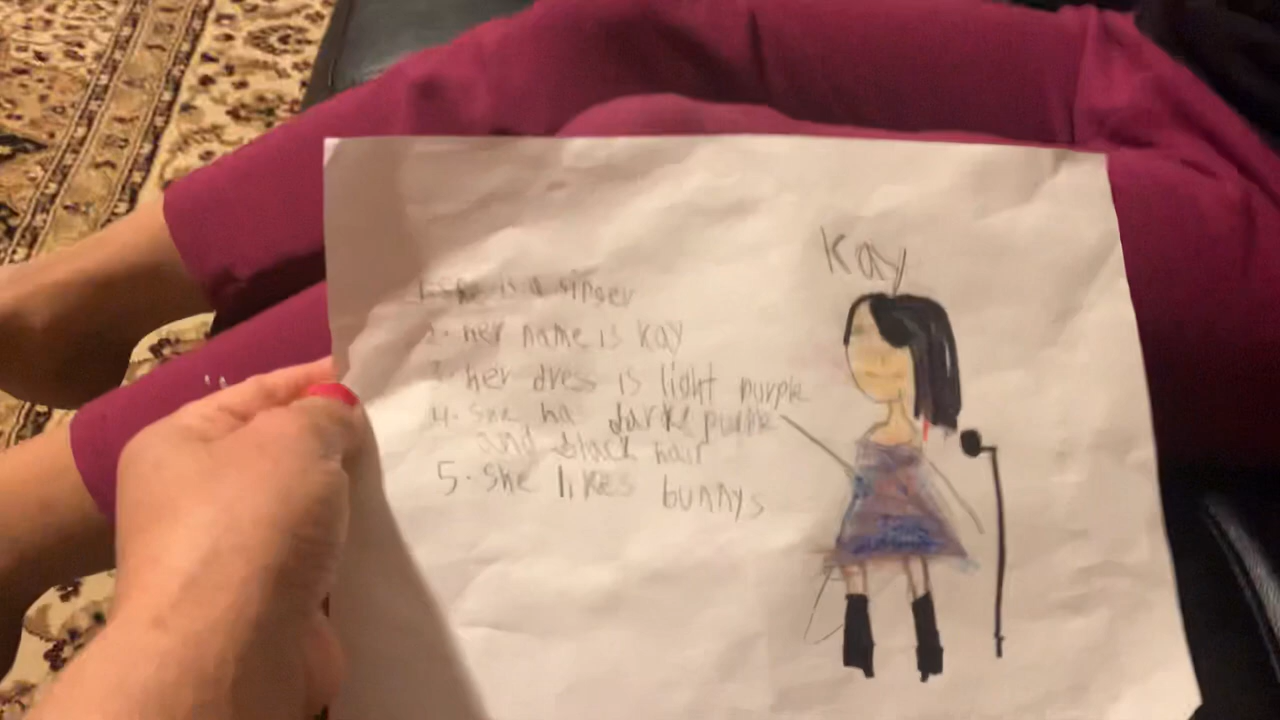 Kay
1. she is a singer
2. her name is Kay
3. her dress is light purple
4. she ha darke purple
and black hair
5. she likes bunnys